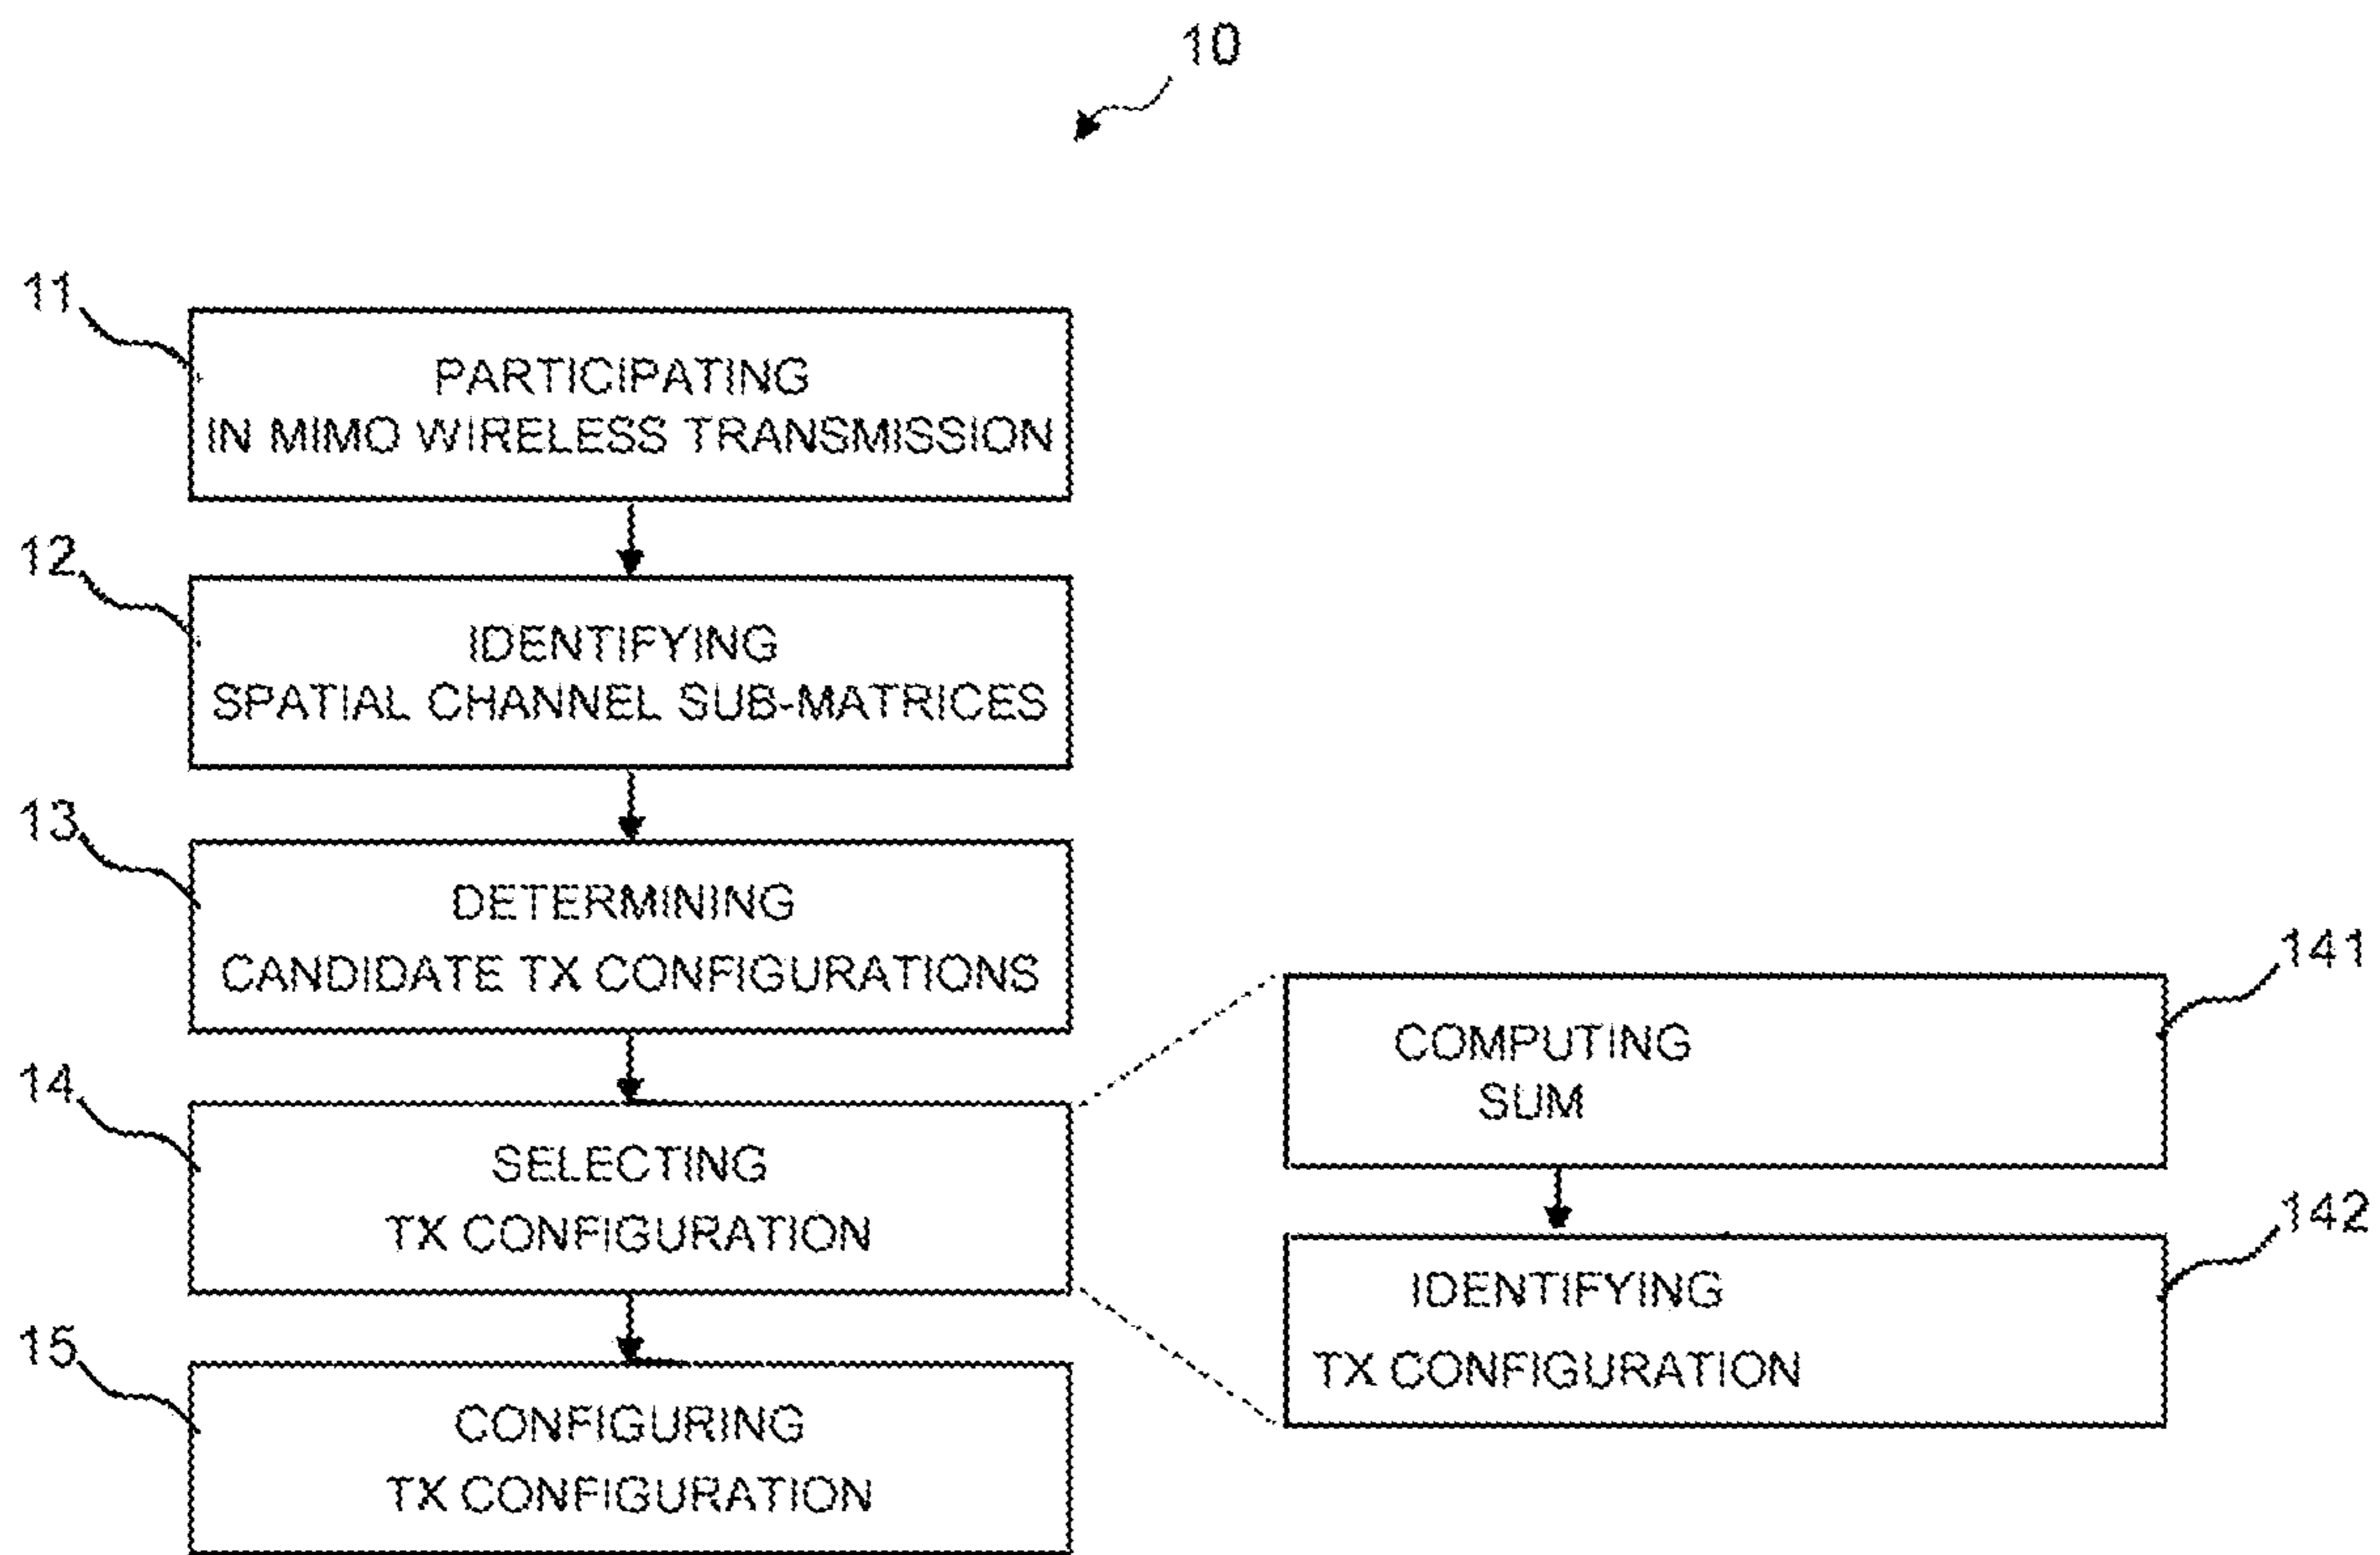 10
11
PARTICIPATING
IN MIMO WIRELESS TRANSMISSION
12
IDENTIFYING
SPATIAL CHANNEL SUB-MATRICES
13
DETERMINING
CANDIDATE TX CONFIGURATIONS
14
SELECTING
TX CONFIGURATION
15
CONFIGURING
TX CONFIGURATION
141
COMPUTING
SUM
142
IDENTIFYING
TX CONFIGURATION